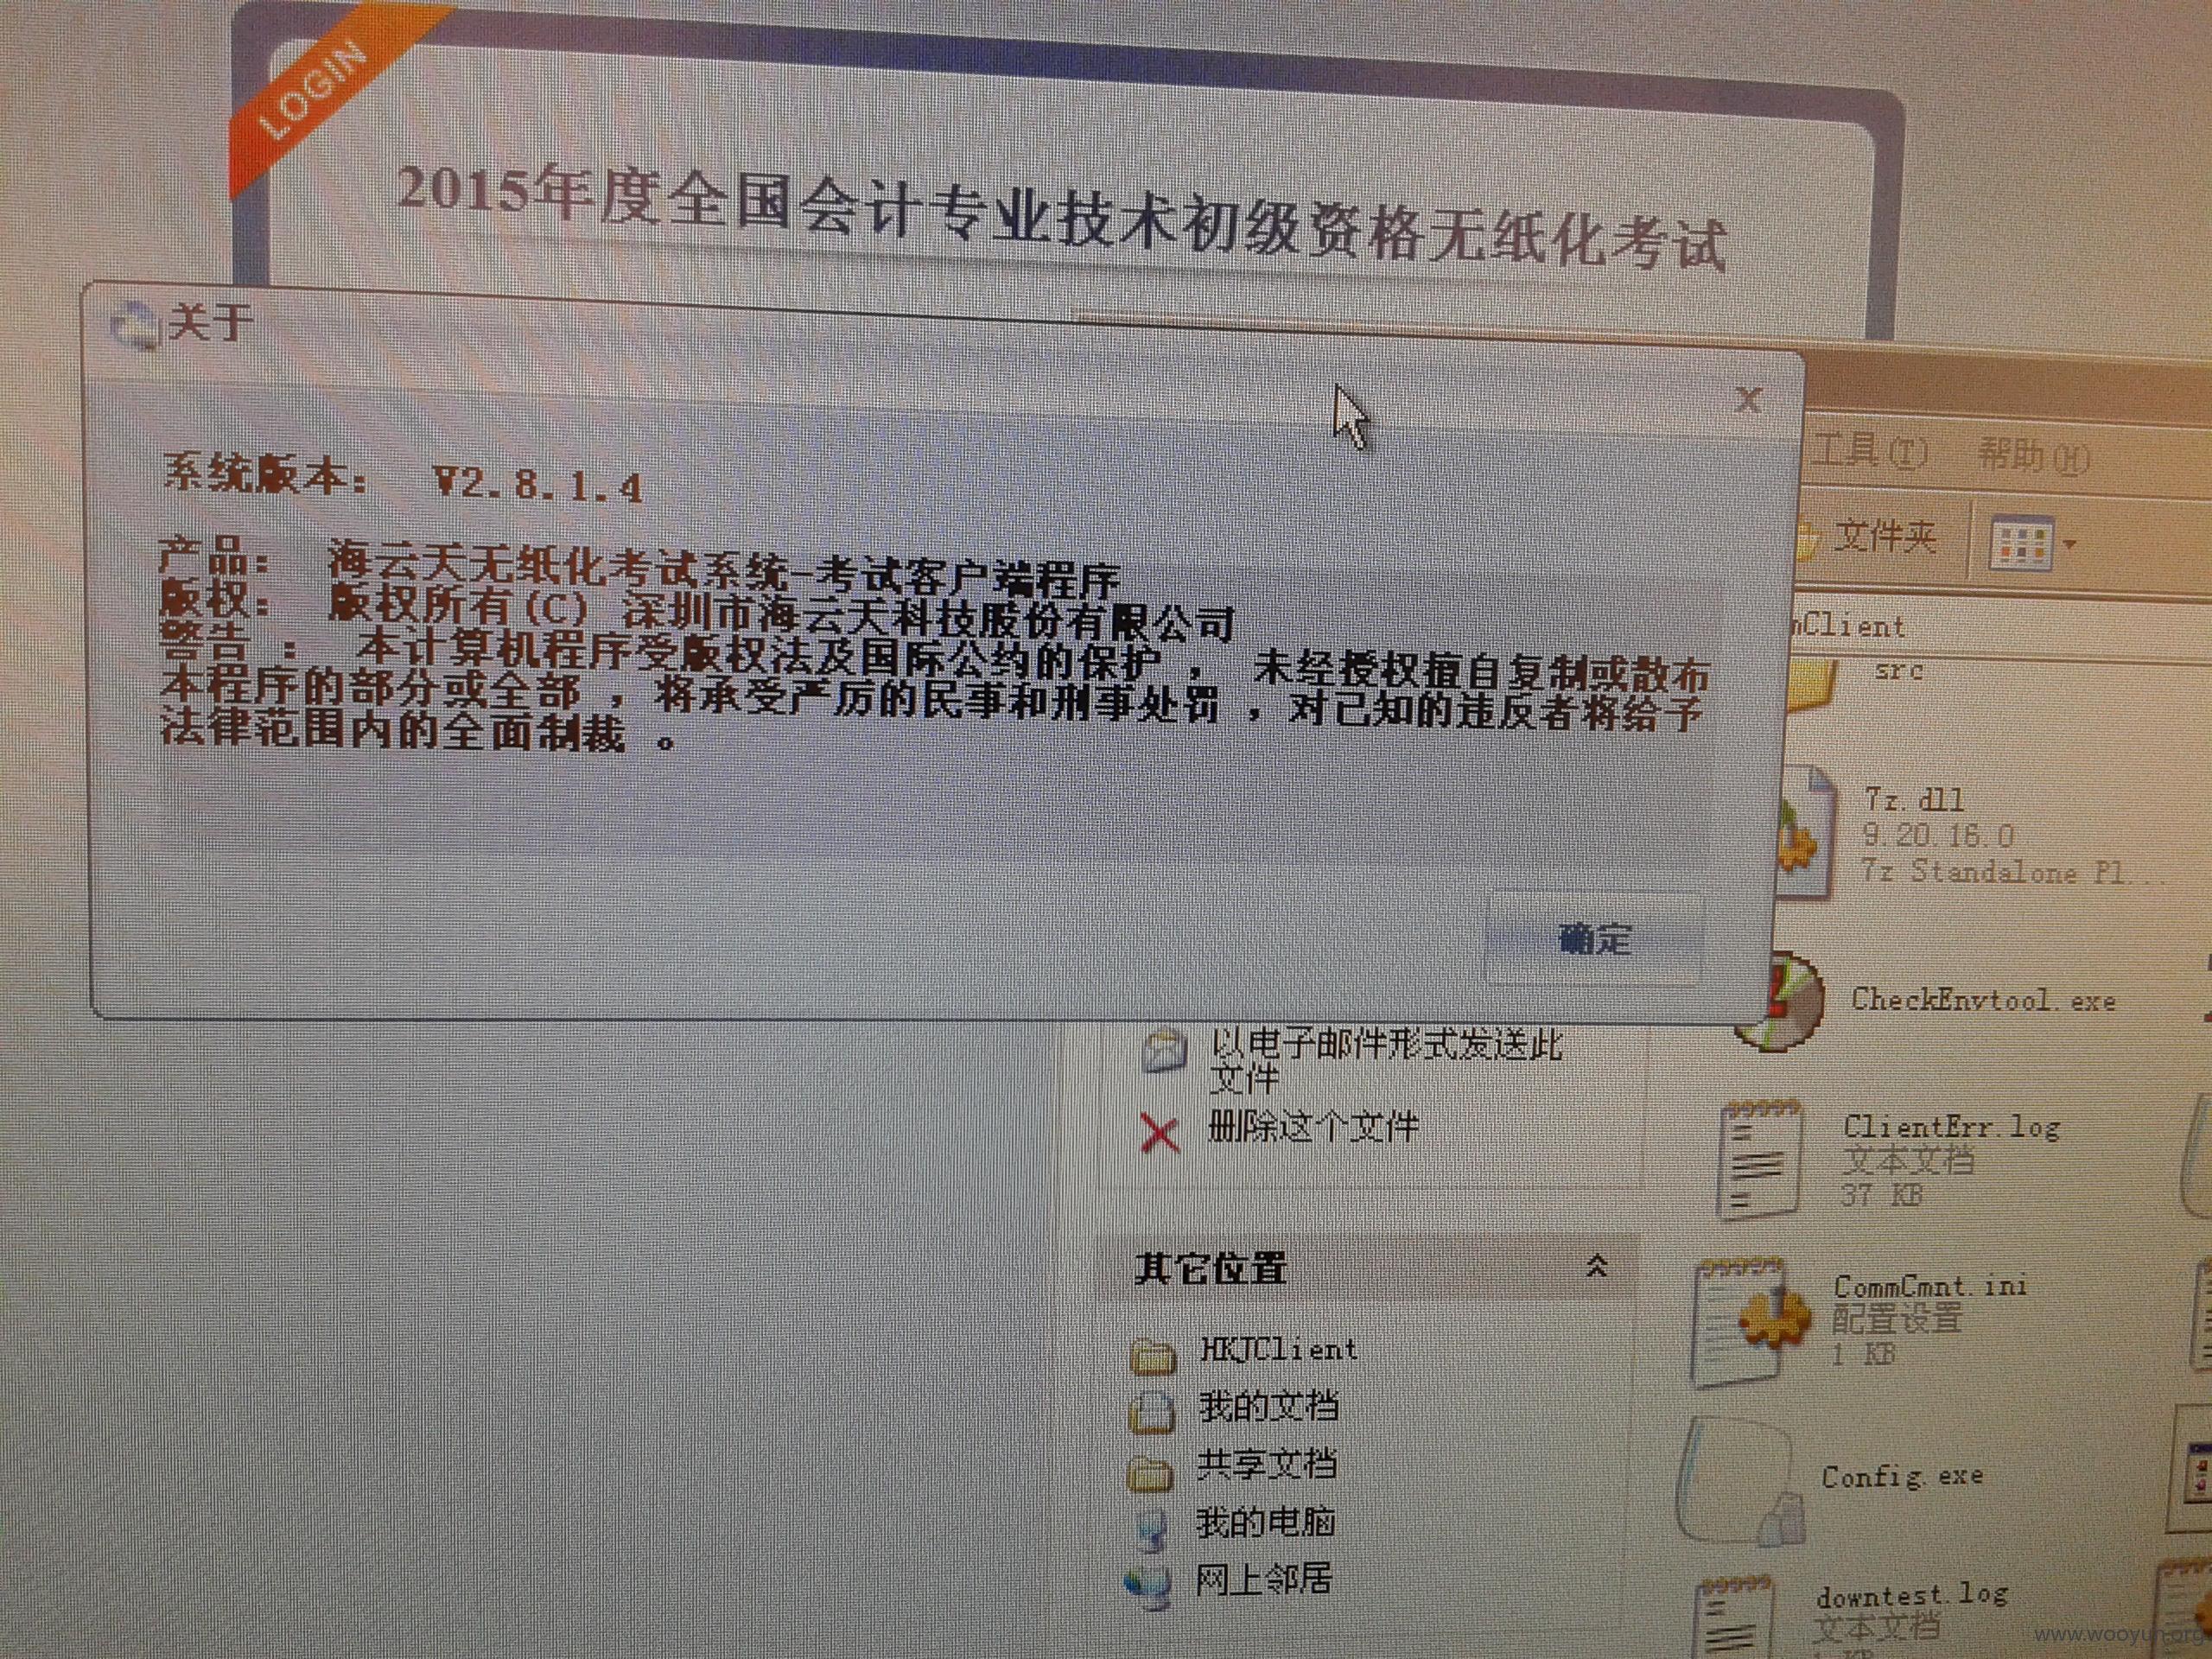 LOGIN
2015年度全国会计专业技术初级资格无纸化考试
关于
x
系统版本： V2.8.1.4
产品： 海云天无纸化考试系统-考试客户端程序
版权： 版权所有(C) 深圳市海云天科技股份有限公司
警告 ： 本计算机程序受版权法及国际公约的保护 ， 未经授权擅自复制或散布
本程序的部分或全部 ，将承受严厉的民事和刑事处罚 ，对已知的违反者将给予
法律范围内的全面制裁 。
确定
工具(T) 帮助(H)
文件夹
mClient
src
7z.dll
9.20.16.0
7z Standalone Pl...
CheckEnvtool.exe
以电子邮件形式发送此
文件
删除这个文件
ClientErr.log
文本文档
37 KB
其它位置
CommCmnt.ini
配置设置
1 KB
HKJClient
我的文档
共享文档
我的电脑
网上邻居
Config.exe
downtest.log
文本文档
www.wooyun.org